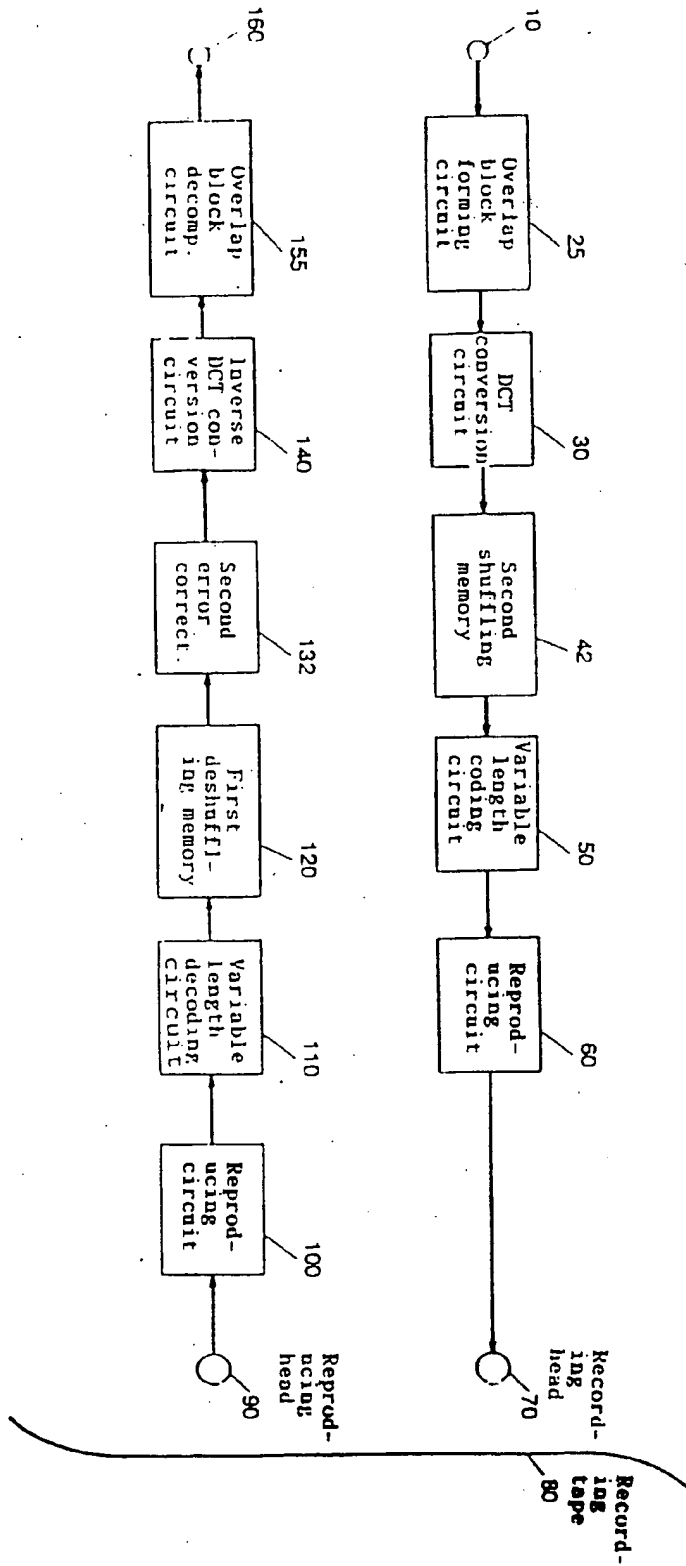 10
Overlap
block
forming
circuit
25
DCT
conversion
circuit
30
Second
shuffling
memory
42
Variable
length
coding
circuit
50
Reprod-
ucing
circuit
60
Record-
ing
head
70
Record-
ing
tape
80
160
Overlap
block
decomp.
circuit
155
Inverse
DCT con-
version
circuit
140
Second
error
correct.
132
First
deshuffl-
ing memory
120
Variable
length
decoding
circuit
110
Reprod-
ucing
circuit
100
Reprod-
ucing
head
90